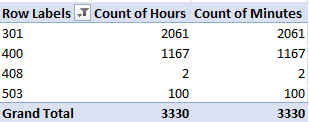 Row Labels Count of Hours Count of Minutes
301 2061 2061
400 1167 1167
408 2 2
503 100 100
Grand Total 3330 3330